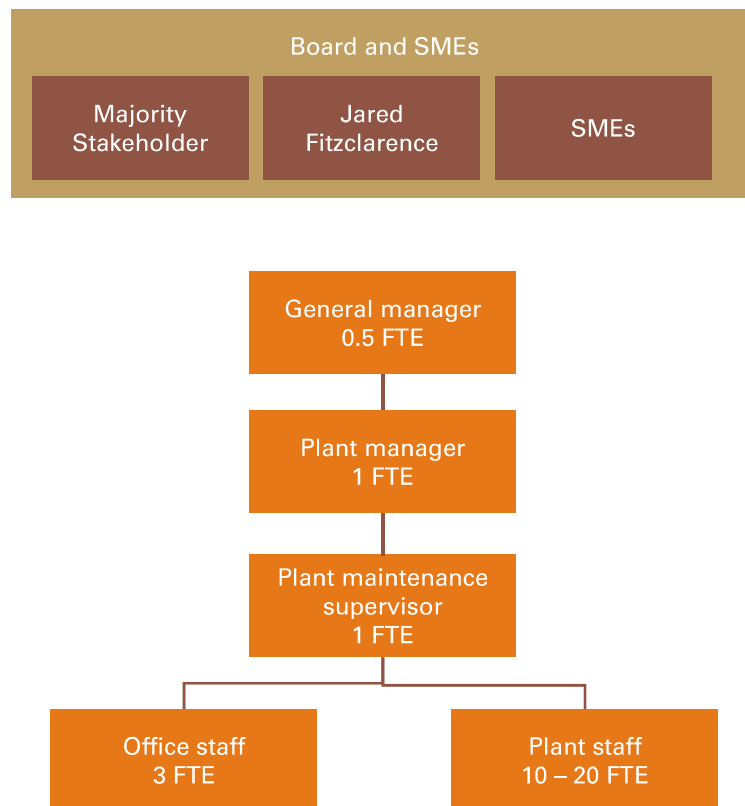 Board and SMEs
Majority
Stakeholder
Jared
Fitzclarence
SMEs
General manager
0.5 FTE
Plant manager
1 FTE
Plant maintenance
supervisor
1 FTE
Office staff
3 FTE
Plant staff
10 – 20 FTE